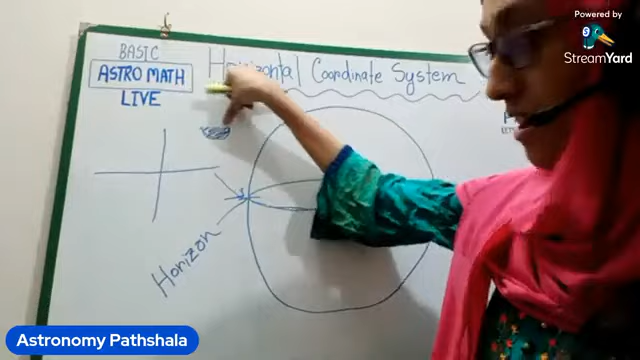 Powered by
StreamYard
BASIC
ASTRO MATH
LIVE
Horizontal Coordinate System
Horizon
Astronomy Pathshala